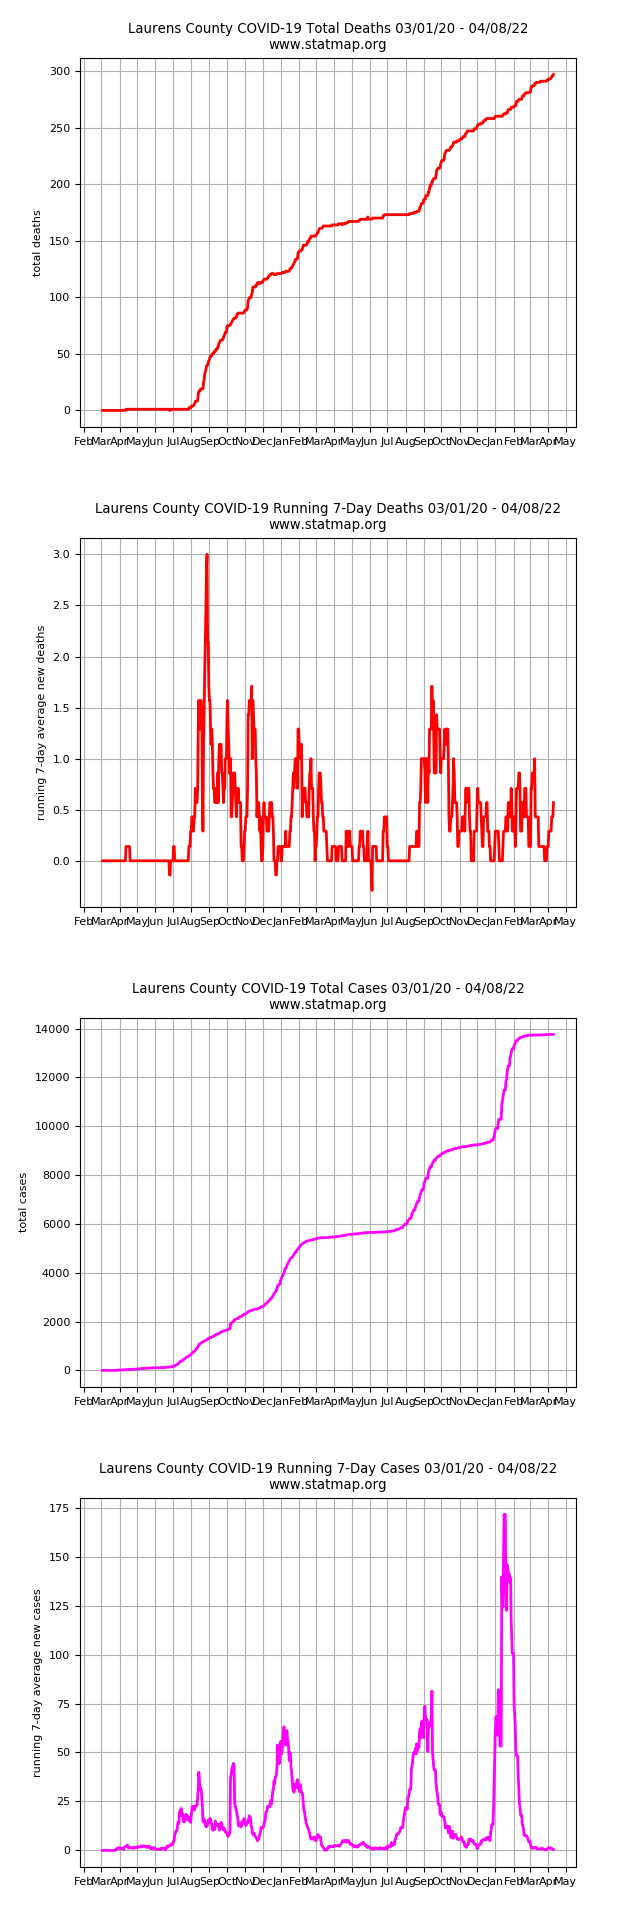 Laurens County COVID-19 Total Deaths 03/01/20 - 04/08/22
www.statmap.org
300
250
200
150
100
50
0
total deaths
Feb Mar Apr May Jun Jul Aug Sep Oct Nov Dec Jan Feb Mar Apr May Jun Jul Aug Sep Oct Nov Dec Jan Feb Mar Apr May
Laurens County COVID-19 Running 7-Day Deaths 03/01/20 - 04/08/22
www.statmap.org
3.0
2.5
2.0
1.5
1.0
0.5
0.0
running 7-day average new deaths
Feb Mar Apr May Jun Jul Aug Sep Oct Nov Dec Jan Feb Mar Apr May Jun Jul Aug Sep Oct Nov Dec Jan Feb Mar Apr May
Laurens County COVID-19 Total Cases 03/01/20 - 04/08/22
www.statmap.org
14000
12000
10000
8000
6000
4000
2000
0
total cases
Feb Mar Apr May Jun Jul Aug Sep Oct Nov Dec Jan Feb Mar Apr May Jun Jul Aug Sep Oct Nov Dec Jan Feb Mar Apr May
Laurens County COVID-19 Running 7-Day Cases 03/01/20 - 04/08/22
www.statmap.org
175
150
125
100
75
50
25
0
running 7-day average new cases
Feb Mar Apr May Jun Jul Aug Sep Oct Nov Dec Jan Feb Mar Apr May Jun Jul Aug Sep Oct Nov Dec Jan Feb Mar Apr May